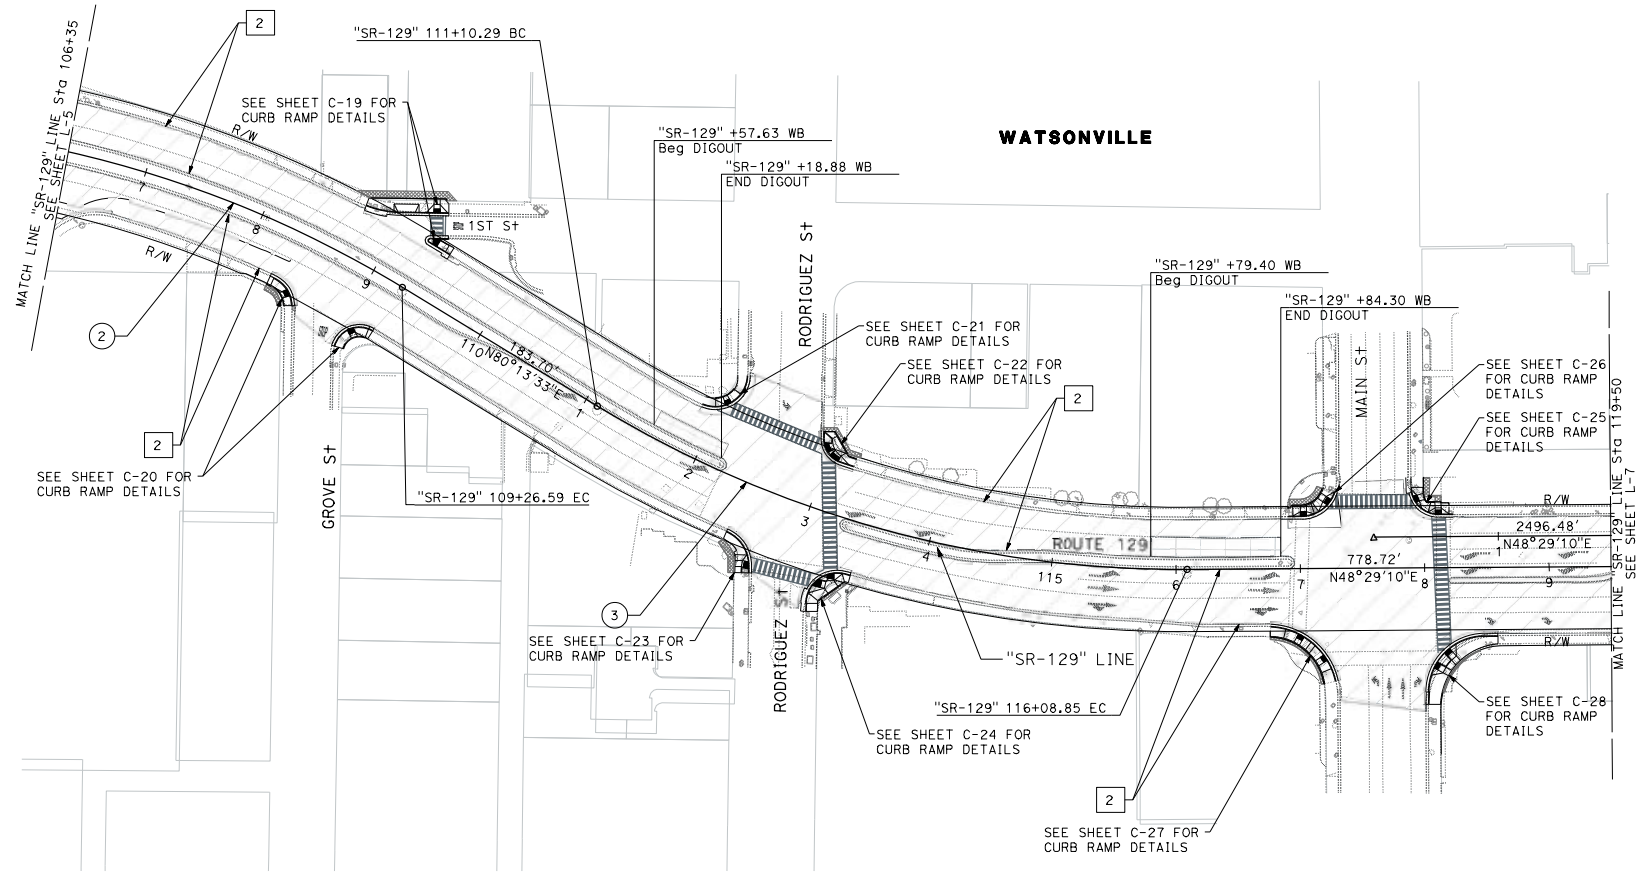 MATCH LINE "SR-129" LINE Sta 106+35
SEE SHEET L-5
2
"SR-129" 111+10.29 BC
SEE SHEET C-19 FOR
CURB RAMP DETAILS
R/W
"SR-129" +57.63 WB
Beg DIGOUT
"SR-129" +18.88 WB
END DIGOUT
WATSONVILLE
1ST St
RODRIGUEZ St
R/W
7
8
9
110
1
2
3
4
115
6
7
8
9
183.70'
N80°13'33"E
2
2
SEE SHEET C-20 FOR
CURB RAMP DETAILS
GROVE St
"SR-129" 109+26.59 EC
SEE SHEET C-21 FOR
CURB RAMP DETAILS
SEE SHEET C-22 FOR
CURB RAMP DETAILS
2
"SR-129" +79.40 WB
Beg DIGOUT
"SR-129" +84.30 WB
END DIGOUT
MAIN St
SEE SHEET C-26
FOR CURB RAMP
DETAILS
SEE SHEET C-25
FOR CURB RAMP
DETAILS
R/W
2496.48'
1
N48°29'10"E
778.72'
N48°29'10"E
ROUTE 129
MATCH LINE "SR-129" LINE Sta 119+50
SEE SHEET L-7
3
SEE SHEET C-23 FOR
CURB RAMP DETAILS
RODRIGUEZ St
"SR-129" LINE
"SR-129" 116+08.85 EC
SEE SHEET C-24 FOR
CURB RAMP DETAILS
R/W
SEE SHEET C-28
FOR CURB RAMP
DETAILS
2
SEE SHEET C-27 FOR
CURB RAMP DETAILS